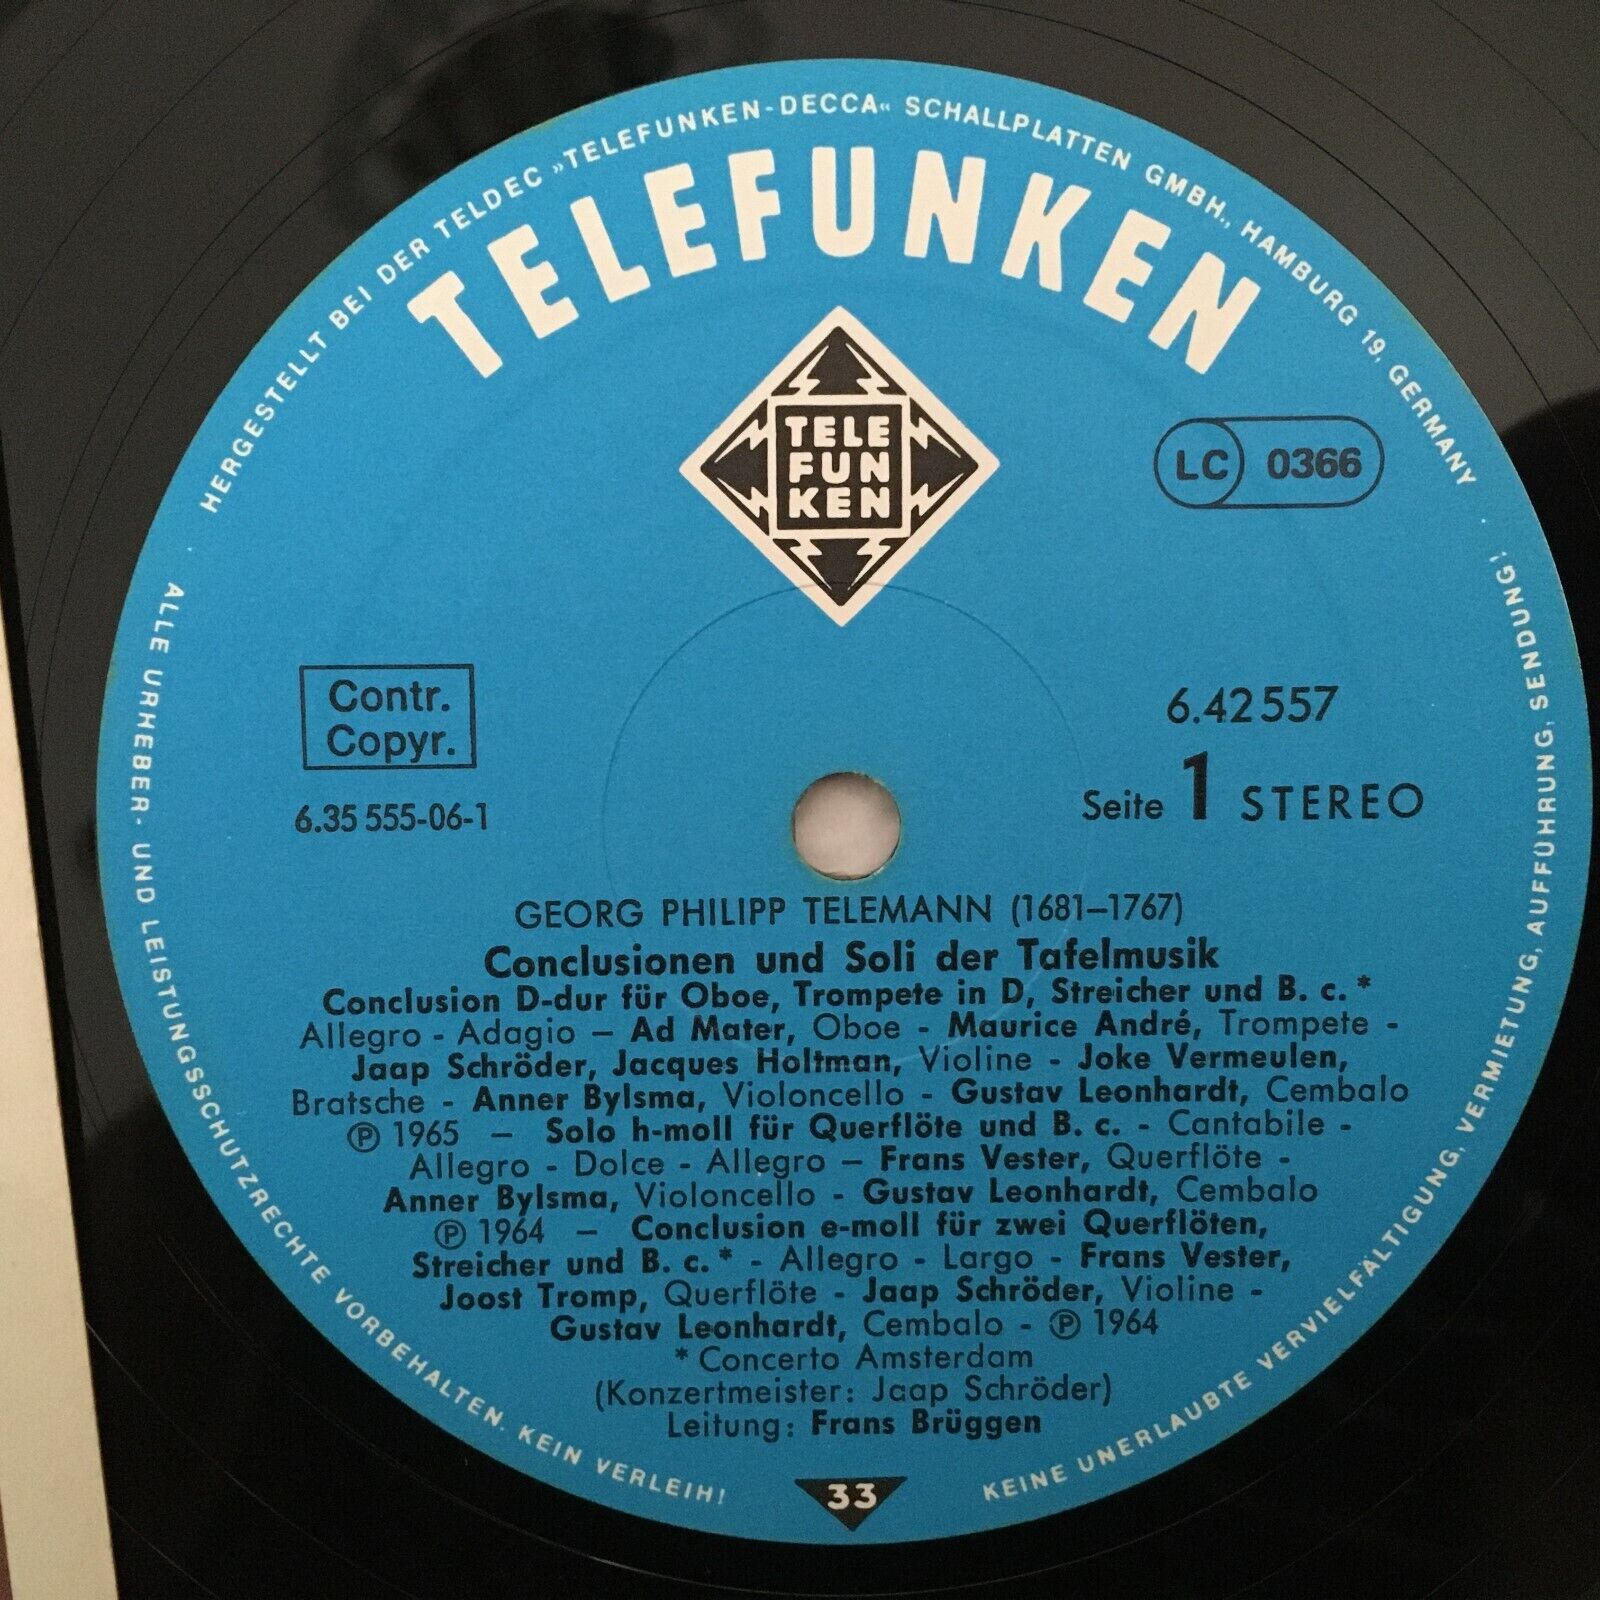 HERGESTELLT BEI DER TELDEC »TELEFUNKEN-DECCA« SCHALLPLATTEN GMBH., HAMBURG 19, GERMANY
TELEFUNKEN
TELE
FUN
KEN
LC 0366
Contr.
Copyr.
6.35 555-06-1
6.42 557
Seite 1 STEREO
GEORG PHILIPP TELEMANN (1681–1767)
Conclusionen und Soli der Tafelmusik
Conclusion D-dur für Oboe, Trompete in D, Streicher und B. c. *
Allegro - Adagio – Ad Mater, Oboe - Maurice André, Trompete -
Jaap Schröder, Jacques Holtman, Violine - Joke Vermeulen,
Bratsche - Anner Bylsma, Violoncello - Gustav Leonhardt, Cembalo
℗ 1965 – Solo h-moll für Querflöte und B. c. - Cantabile -
Allegro - Dolce - Allegro – Frans Vester, Querflöte -
Anner Bylsma, Violoncello - Gustav Leonhardt, Cembalo
℗ 1964 – Conclusion e-moll für zwei Querflöten,
Streicher und B. c. * - Allegro - Largo - Frans Vester,
Joost Tromp, Querflöte - Jaap Schröder, Violine -
Gustav Leonhardt, Cembalo - ℗ 1964
* Concerto Amsterdam
(Konzertmeister: Jaap Schröder)
Leitung: Frans Brüggen
33
ALLE URHEBER- UND LEISTUNGSSCHUTZRECHTE VORBEHALTEN. KEIN VERLEIH!
KEINE UNERLAUBTE VERVIELFÄLTIGUNG, VERMIETUNG, AUFFÜHRUNG, SENDUNG!